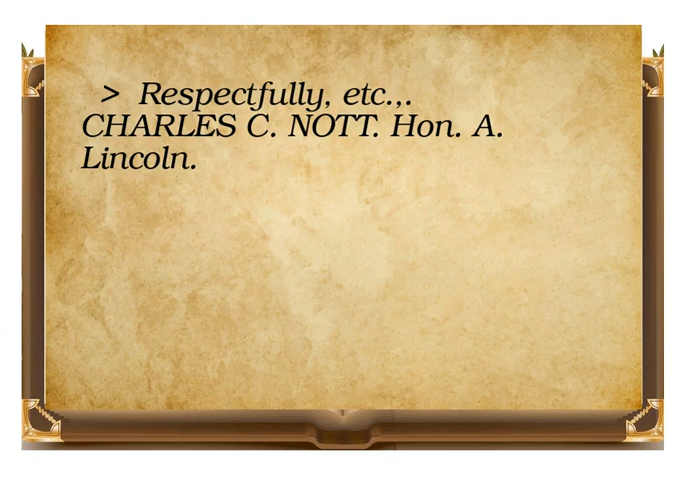 > Respectfully, etc.,.
CHARLES C. NOTT. Hon. A.
Lincoln.